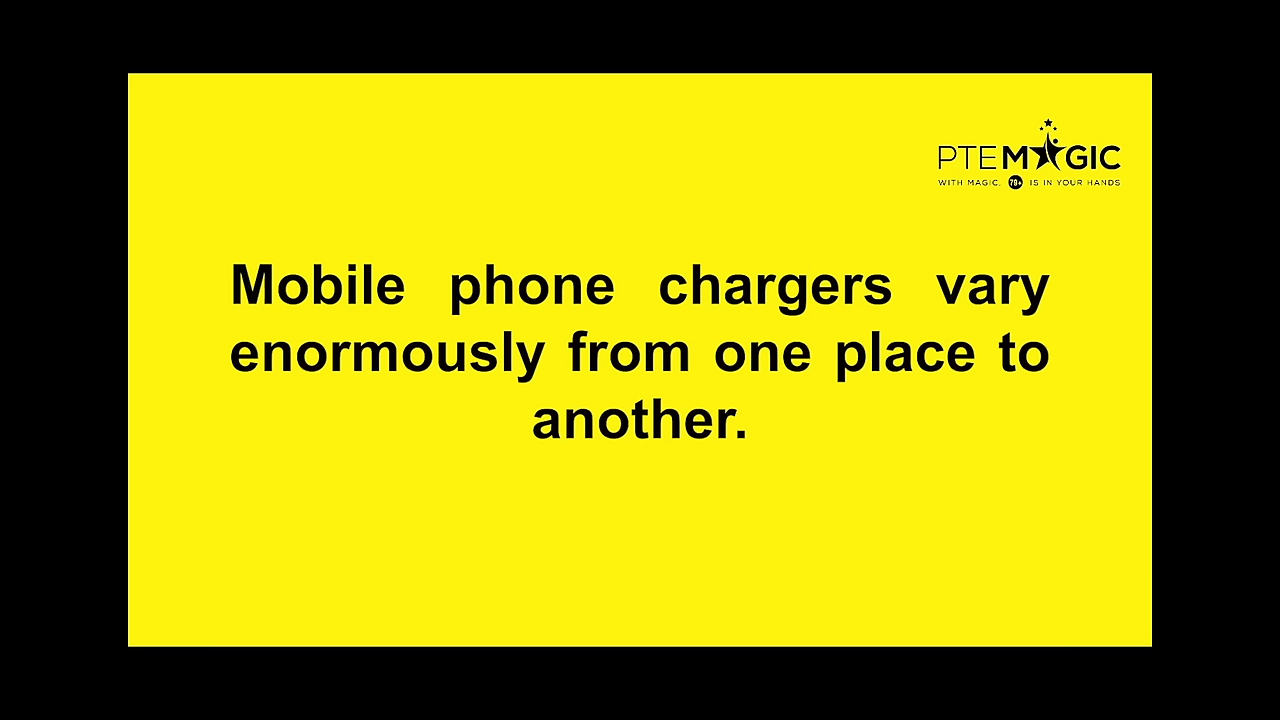 PTEMAGIC
WITH MAGIC, 79+ IS IN YOUR HANDS
Mobile phone chargers vary
enormously from one place to
another.